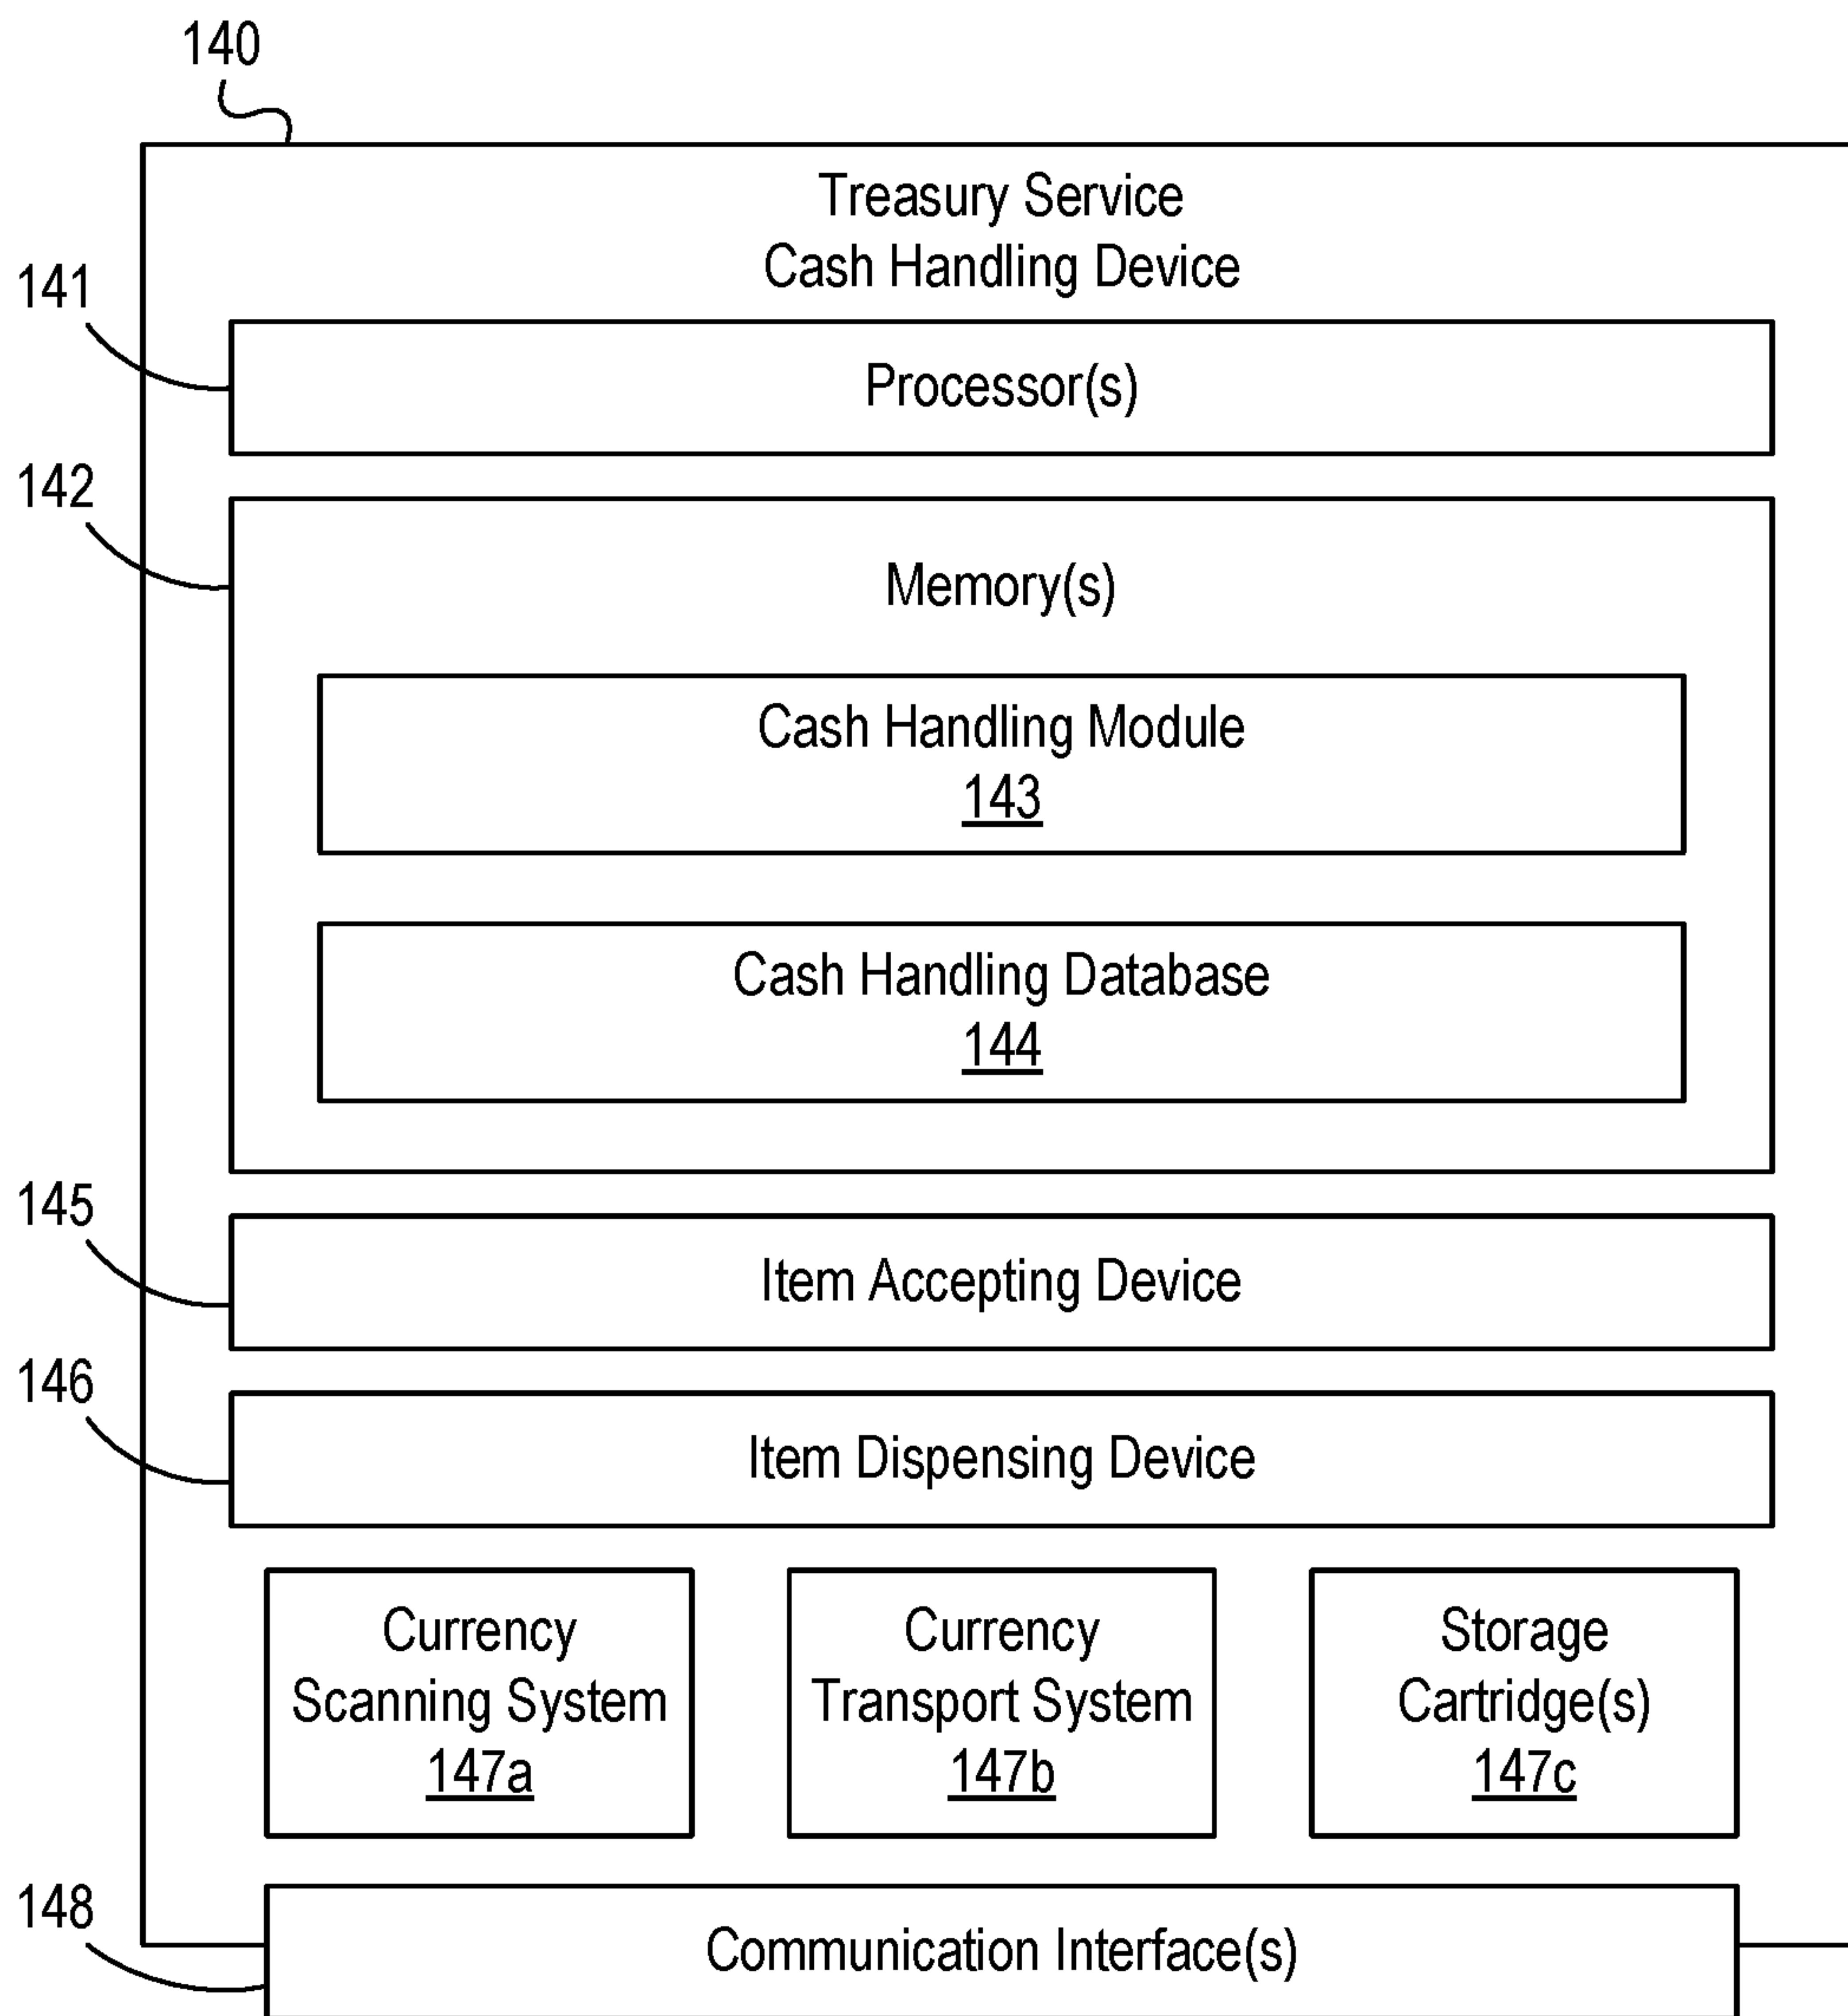 140
Treasury Service
Cash Handling Device
141
Processor(s)
142
Memory(s)
Cash Handling Module
143
Cash Handling Database
144
145
Item Accepting Device
146
Item Dispensing Device
Currency
Scanning System
147a
Currency
Transport System
147b
Storage
Cartridge(s)
147c
148
Communication Interface(s)